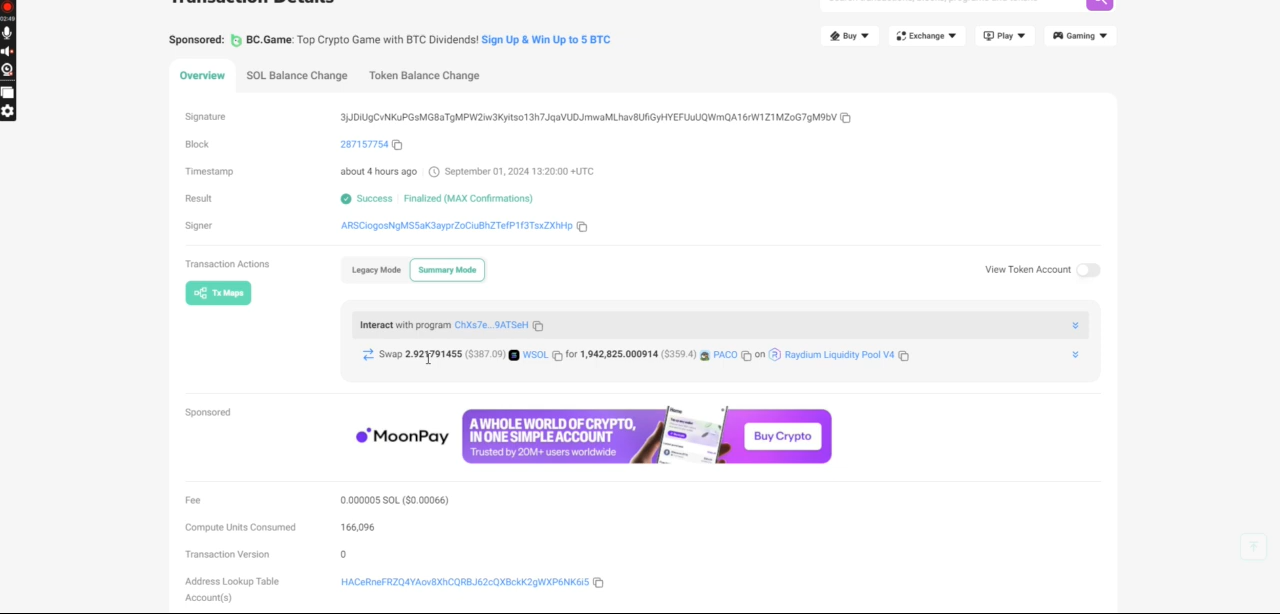 Transaction Details
02:49
Sponsored: BC.Game: Top Crypto Game with BTC Dividends! Sign Up & Win Up to 5 BTC
Buy Exchange Play Gaming
Overview SOL Balance Change Token Balance Change
Signature 3jJDiUgCvNKuPGsMG8aTgMPW2iw3Kyitso13h7JqaVUDJmwaMLhav8UfiGyHYEFUuUQWmQA16rW1Z1MZoG7gM9bV
Block 287157754
Timestamp about 4 hours ago September 01, 2024 13:20:00 +UTC
Result Success Finalized (MAX Confirmations)
Signer ARSCiogosNgMS5aK3ayprZoCiuBhZTefP1f3TsxZXhHp
Transaction Actions Legacy Mode Summary Mode View Token Account
Tx Maps
Interact with program ChXs7e...9ATSeH
Swap 2.921791455 ($387.09) WSOL for 1,942,825.000914 ($359.4) PACO on Raydium Liquidity Pool V4
Sponsored
MoonPay
A WHOLE WORLD OF CRYPTO,
IN ONE SIMPLE ACCOUNT
Trusted by 20M+ users worldwide
Buy Crypto
Fee 0.000005 SOL ($0.00066)
Compute Units Consumed 166,096
Transaction Version 0
Address Lookup Table HACeRneFRZQ4YAov8XhCQRBJ62cQXBckK2gWXP6NK6i5
Account(s)